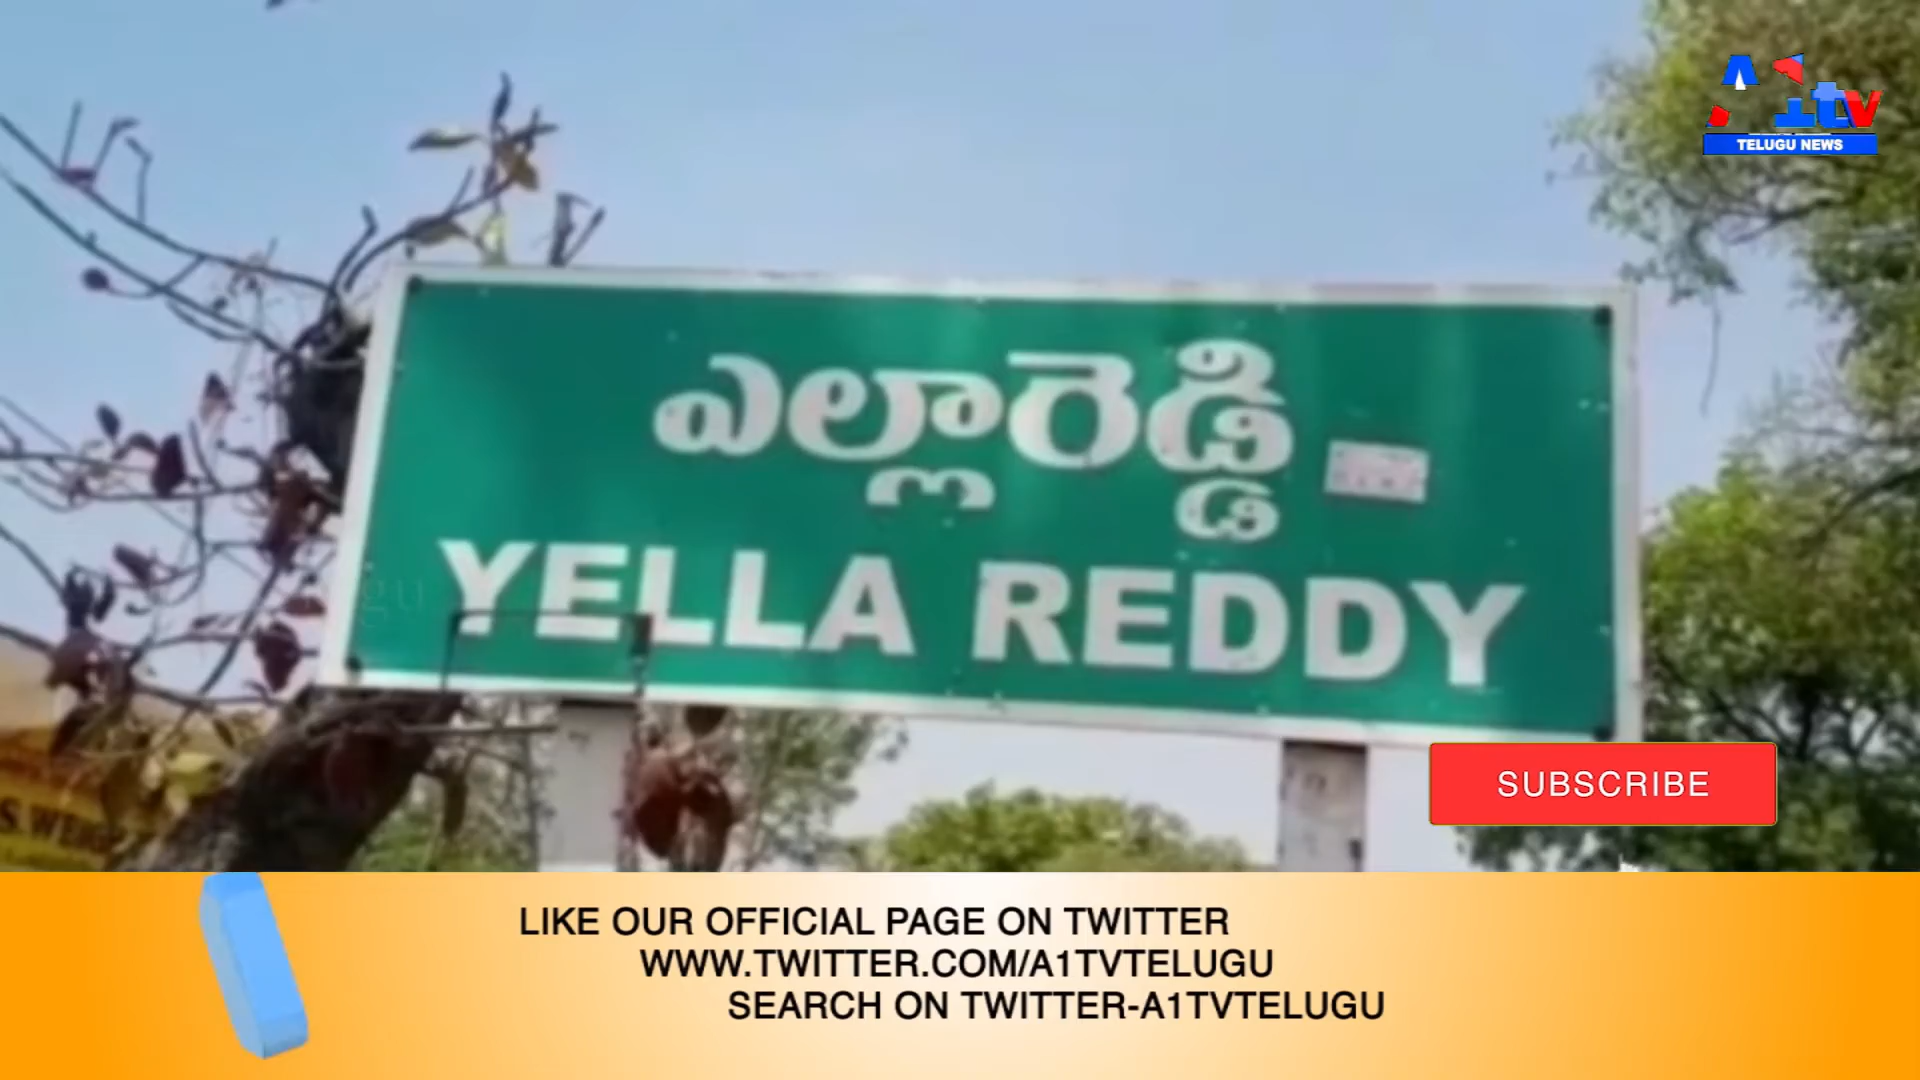 A1tv
TELUGU NEWS
ఎల్లారెడ్డి
YELLA REDDY
SUBSCRIBE
LIKE OUR OFFICIAL PAGE ON TWITTER
WWW.TWITTER.COM/A1TVTELUGU
SEARCH ON TWITTER-A1TVTELUGU